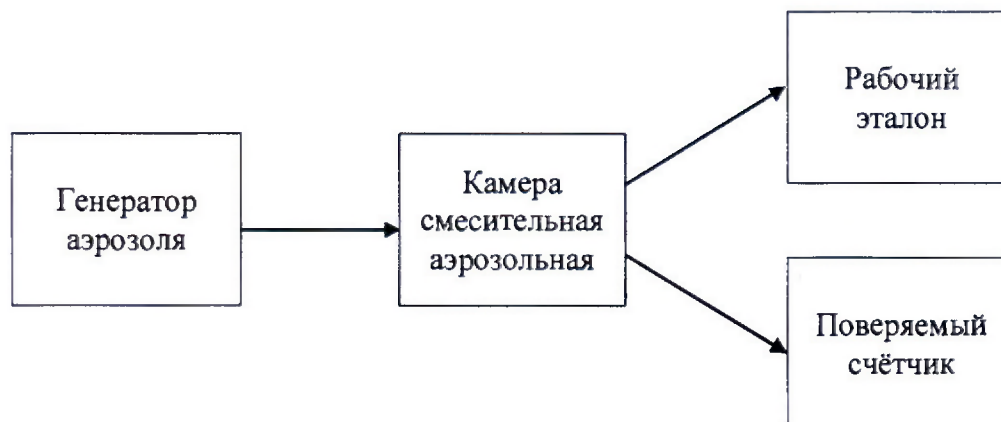 Генератор
аэрозоля
Камера
смесительная
аэрозольная
Рабочий
эталон
Поверяемый
счётчик